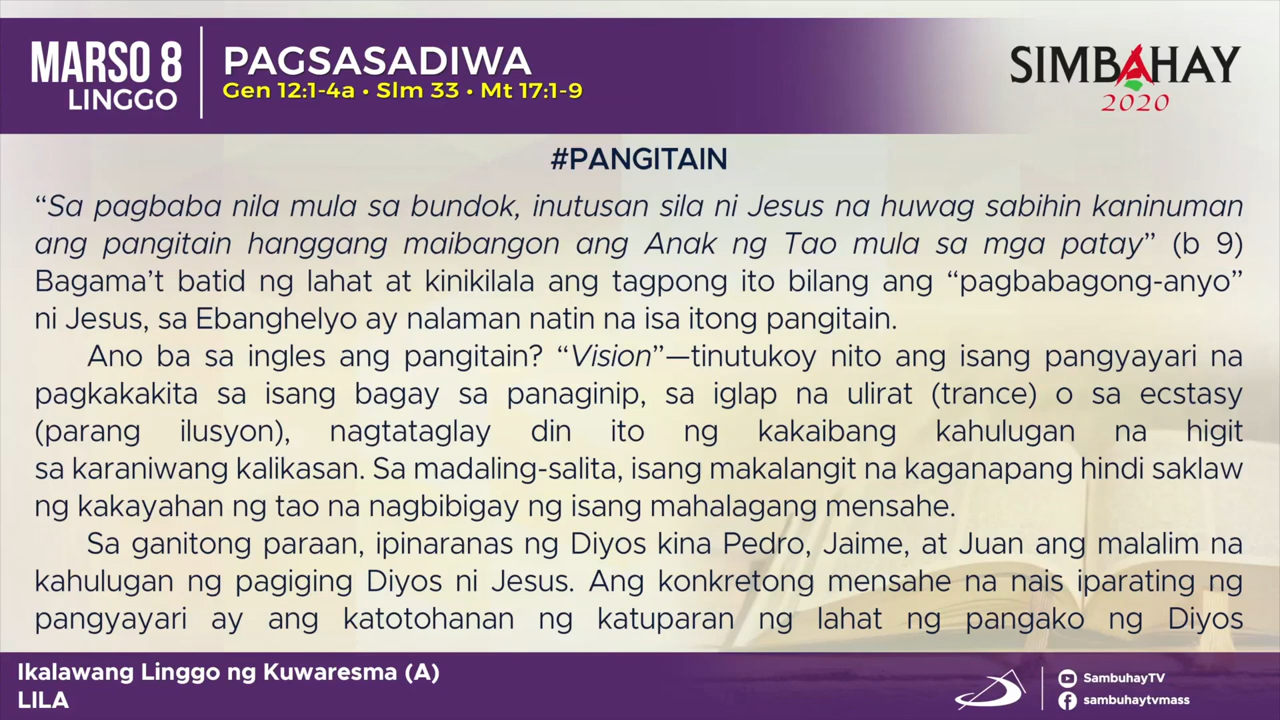 MARSO 8
LINGGO
PAGSASADIWA
Gen 12:1-4a • Slm 33 • Mt 17:1-9
SIMBAHAY
2020
#PANGITAIN
“Sa pagbaba nila mula sa bundok, inutusan sila ni Jesus na huwag sabihin kaninuman
ang pangitain hanggang maibangon ang Anak ng Tao mula sa mga patay” (b 9)
Bagama’t batid ng lahat at kinikilala ang tagpong ito bilang ang “pagbabagong-anyo”
ni Jesus, sa Ebanghelyo ay nalaman natin na isa itong pangitain.
Ano ba sa ingles ang pangitain? “Vision”—tinutukoy nito ang isang pangyayari na
pagkakakita sa isang bagay sa panaginip, sa iglap na ulirat (trance) o sa ecstasy
(parang ilusyon), nagtataglay din ito ng kakaibang kahulugan na higit
sa karaniwang kalikasan. Sa madaling-salita, isang makalangit na kaganapang hindi saklaw
ng kakayahan ng tao na nagbibigay ng isang mahalagang mensahe.
Sa ganitong paraan, ipinaranas ng Diyos kina Pedro, Jaime, at Juan ang malalim na
kahulugan ng pagiging Diyos ni Jesus. Ang konkretong mensahe na nais iparating ng
pangyayari ay ang katotohanan ng katuparan ng lahat ng pangako ng Diyos
Ikalawang Linggo ng Kuwaresma (A)
LILA
SambuhayTV
sambuhaytvmass